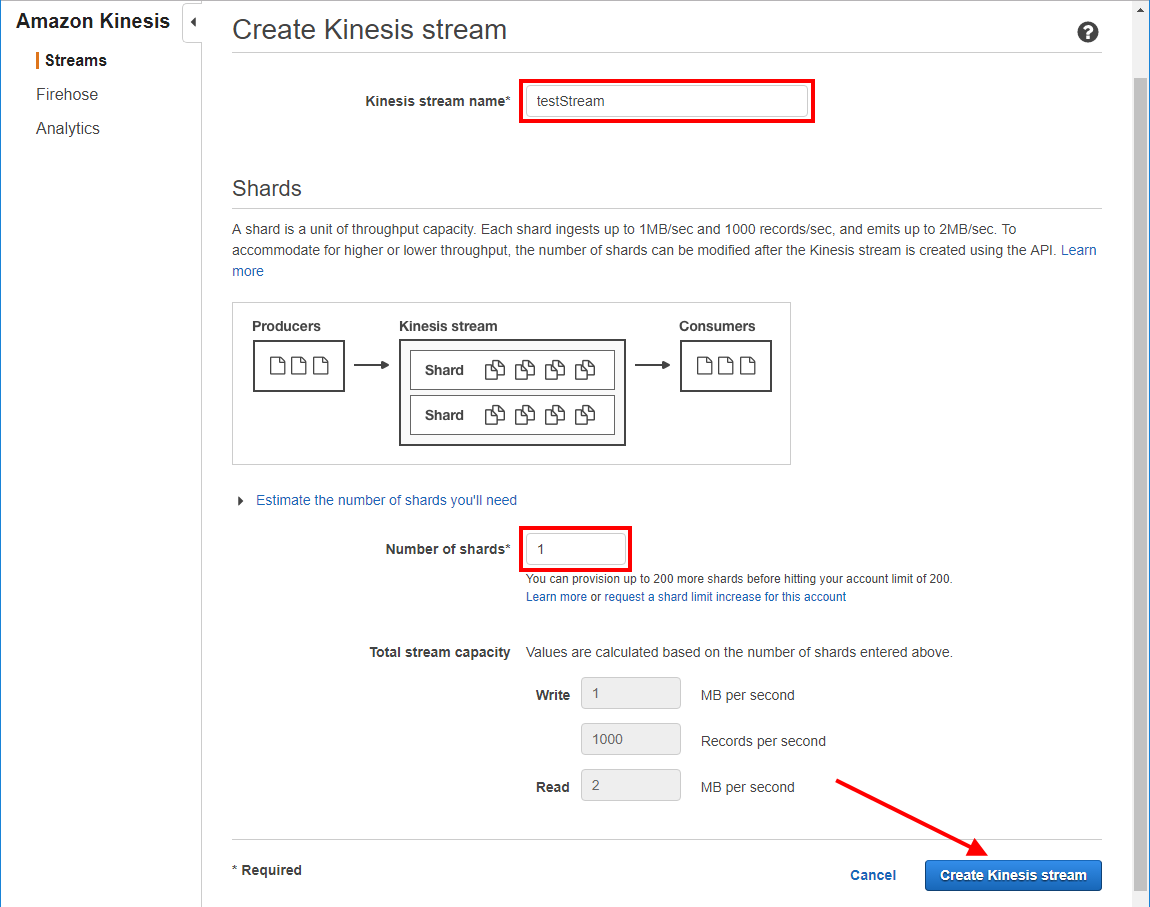 Amazon Kinesis
Streams
Firehose
Analytics
Create Kinesis stream
?
Kinesis stream name* testStream
Shards
A shard is a unit of throughput capacity. Each shard ingests up to 1MB/sec and 1000 records/sec, and emits up to 2MB/sec. To
accommodate for higher or lower throughput, the number of shards can be modified after the Kinesis stream is created using the API. Learn
more
Producers Kinesis stream Consumers
Shard
Shard
Estimate the number of shards you'll need
Number of shards* 1
You can provision up to 200 more shards before hitting your account limit of 200.
Learn more or request a shard limit increase for this account
Total stream capacity Values are calculated based on the number of shards entered above.
Write 1 MB per second
1000 Records per second
Read 2 MB per second
* Required
Cancel Create Kinesis stream